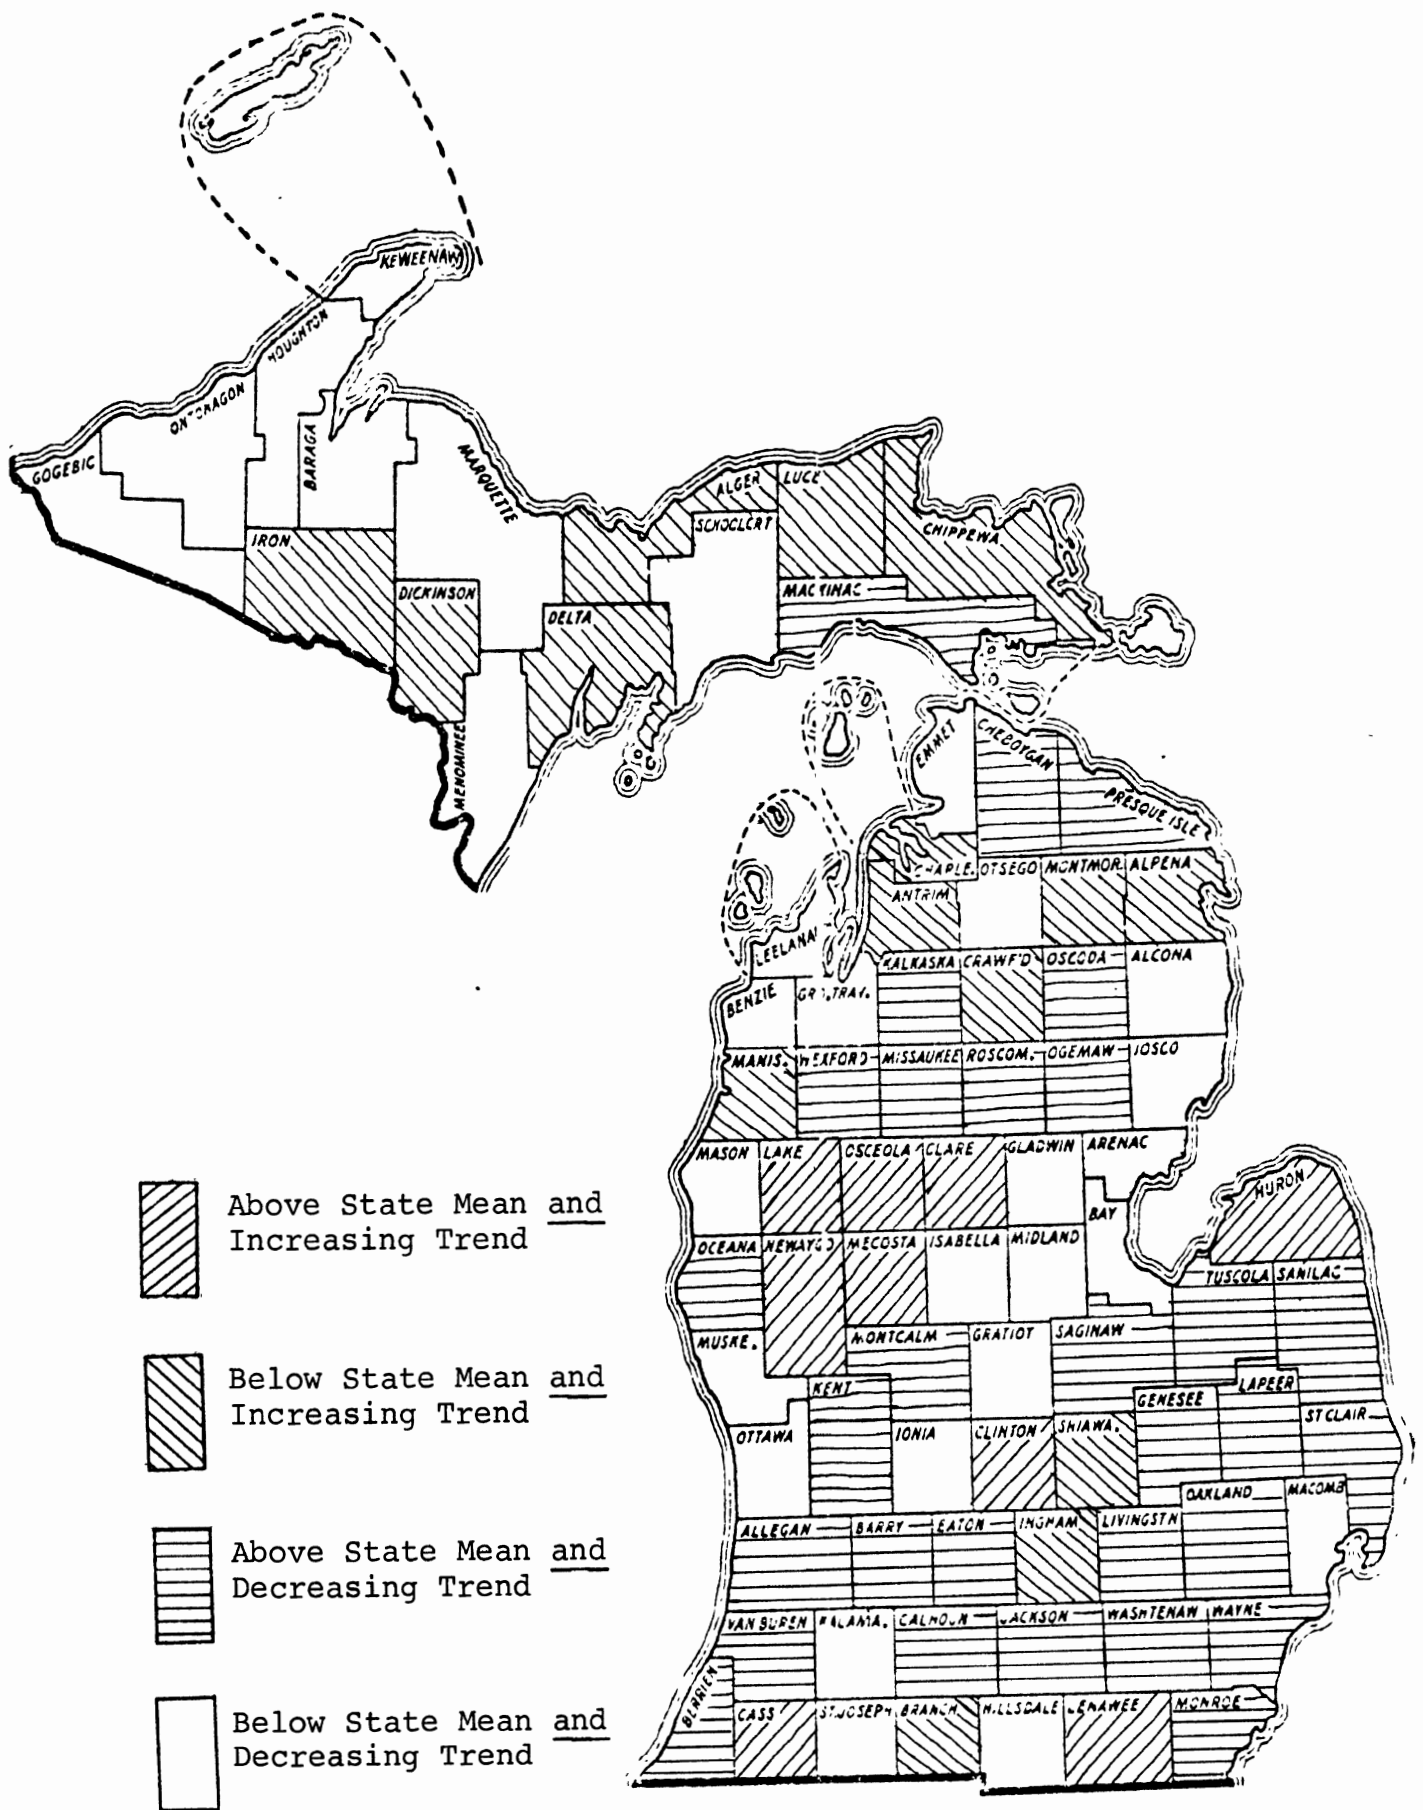 KEWEENAW
HOUGHTON
ONTONAGON
GOGEBIC
BARAGA
MARQUETTE
IRON
DICKINSON
MENOMINEE
DELTA
ALGER
LUCE
SCHOOLCRT
CHIPPEWA
MACKINAC
EMMET
CHEBOYGAN
PRESQUE ISLE
CHARLE. OTSEGO MONTMOR. ALPENA
ANTRIM
LEELANAU
KALKASKA CRAWF'D OSCODA ALCONA
BENZIE GRD.TRAV.
MANIS. WEXFORD MISSAUKEE ROSCOM. OGEMAW IOSCO
MASON LAKE OSCEOLA CLARE GLADWIN ARENAC
HURON
BAY
OCEANA NEWAYGO MECOSTA ISABELLA MIDLAND
TUSCOLA SANILAC
MUSKE. MONTCALM GRATIOT SAGINAW
KENT
GENESEE
LAPEER
ST CLAIR
OTTAWA IONIA CLINTON SHIAWA.
OAKLAND MACOMB
ALLEGAN BARRY EATON INGHAM LIVINGSTN
VAN BUREN KALAMA. CALHOUN JACKSON WASHTENAW WAYNE
BERRIEN
CASS ST.JOSEPH BRANCH HILLSDALE LENAWEE MONROE
Above State Mean and
Increasing Trend
Below State Mean and
Increasing Trend
Above State Mean and
Decreasing Trend
Below State Mean and
Decreasing Trend